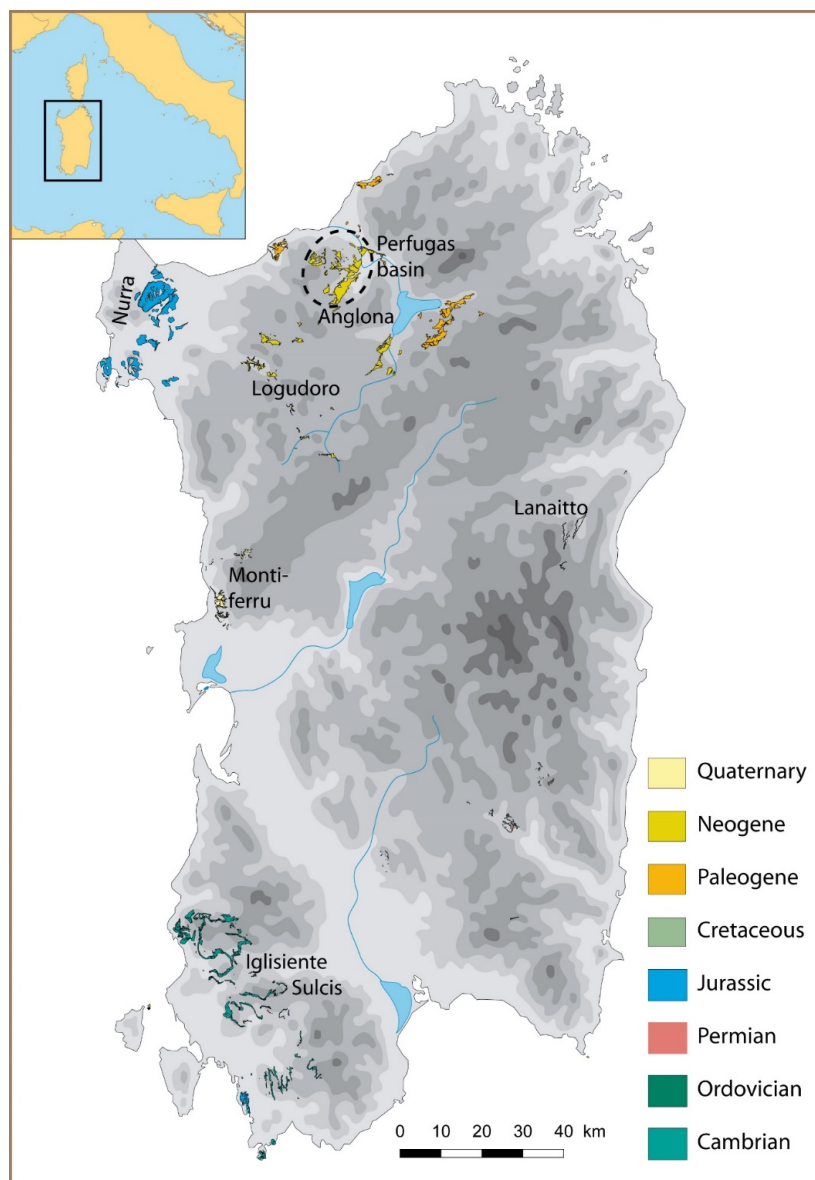 Perfugas
basin
Nurra
Anglona
Logudoro
Lanaitto
Monti-
ferru
Quaternary
Neogene
Paleogene
Cretaceous
Iglisiente
Sulcis
Jurassic
Permian
Ordovician
Cambrian
0 10 20 30 40 km